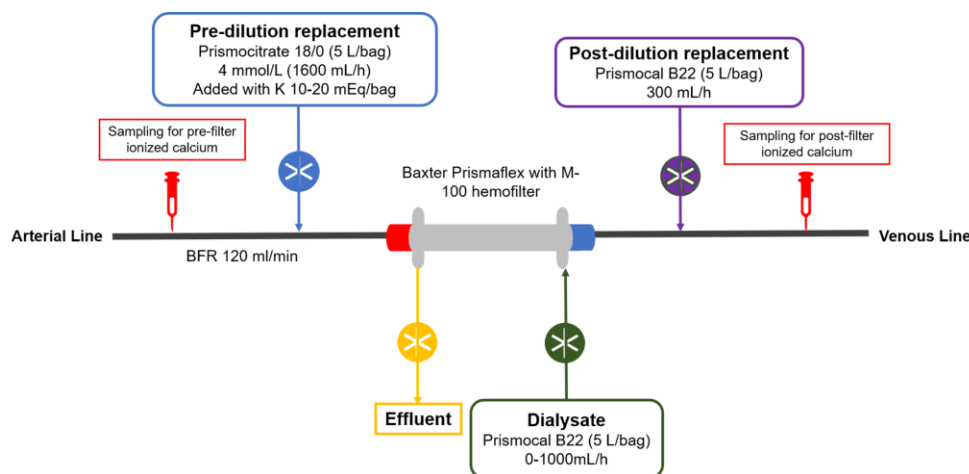 Pre-dilution replacement
Prismocitrate 18/0 (5 L/bag)
4 mmol/L (1600 mL/h)
Added with K 10-20 mEq/bag
Post-dilution replacement
Prismocal B22 (5 L/bag)
300 mL/h
Sampling for pre-filter
ionized calcium
Baxter Prismaflex with M-
100 hemofilter
Sampling for post-filter
ionized calcium
Arterial Line
BFR 120 ml/min
Venous Line
Effluent
Dialysate
Prismocal B22 (5 L/bag)
0-1000mL/h